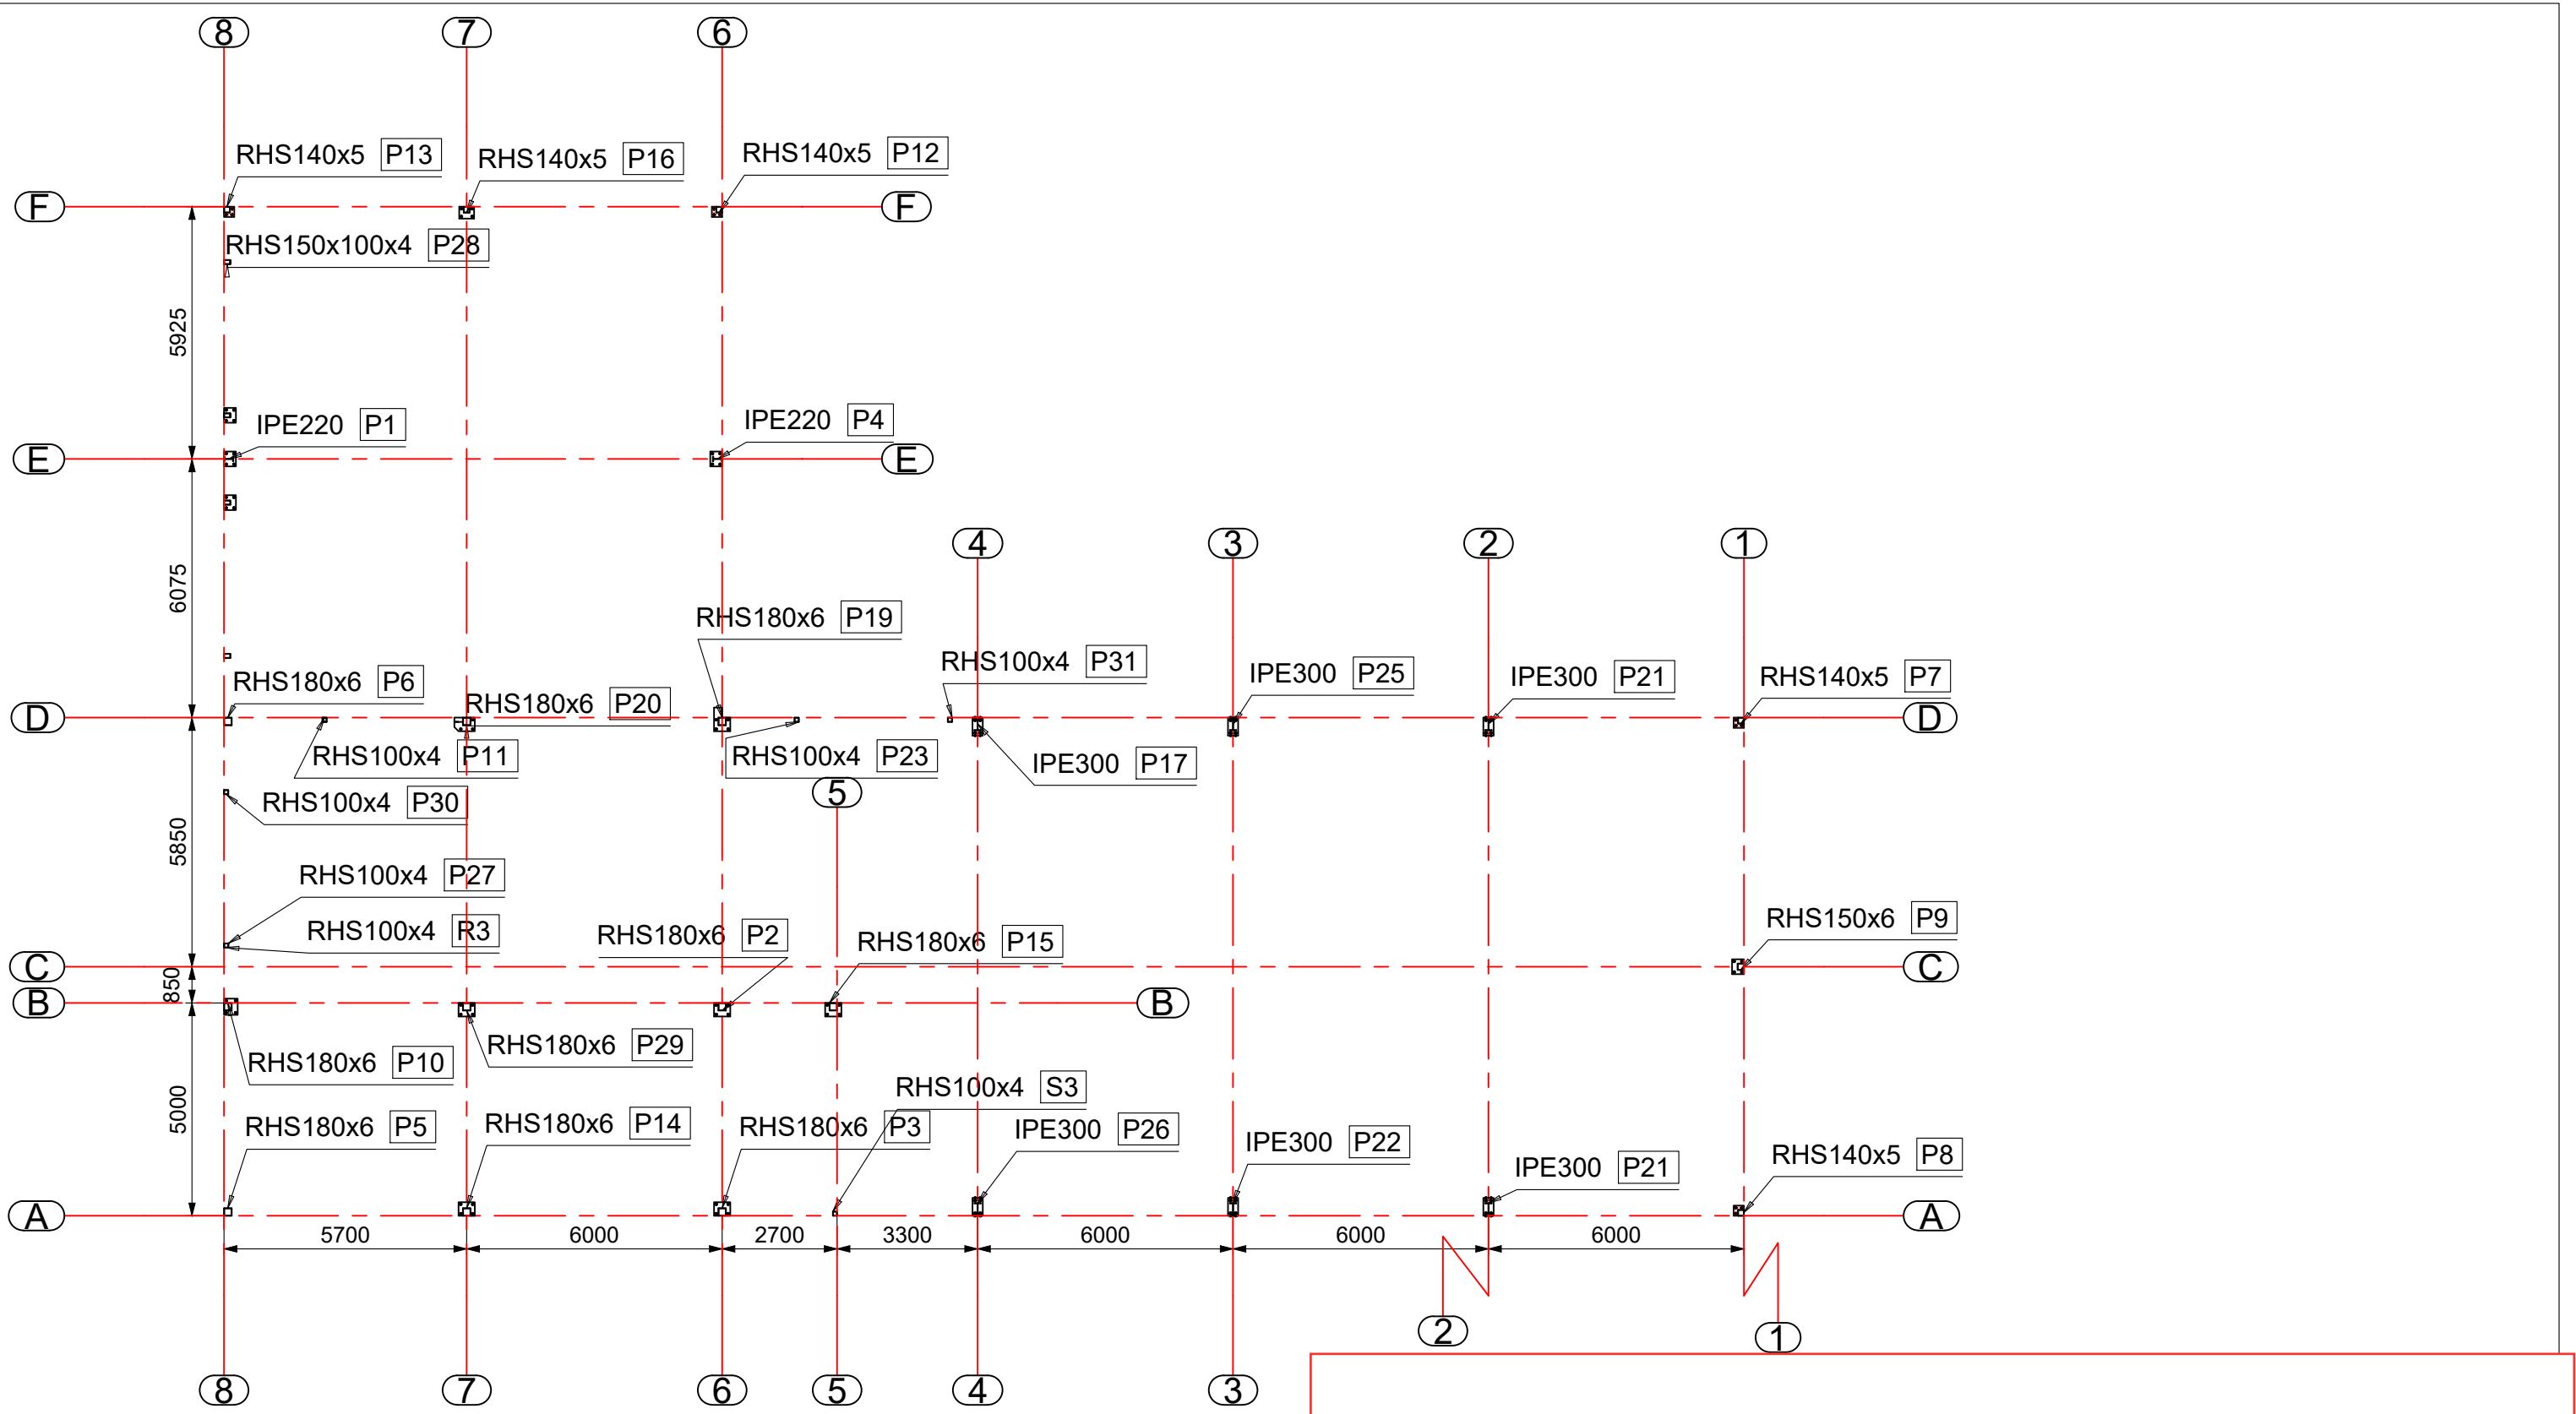 8 7 6
RHS140x5 P13
RHS140x5 P16
RHS140x5 P12
F F
RHS150x100x4 P28
5925
IPE220 P1
IPE220 P4
E E
6075
4 3 2 1
RHS180x6 P19
RHS100x4 P31
IPE300 P25
IPE300 P21
RHS140x5 P7
RHS180x6 P6
RHS180x6 P20
D D
RHS100x4 P11
RHS100x4 P23
IPE300 P17
5
RHS100x4 P30
5850
RHS100x4 P27
RHS100x4 R3
RHS180x6 P2
RHS180x6 P15
RHS150x6 P9
C C
850
B B
RHS180x6 P29
RHS180x6 P10
5000
RHS100x4 S3
RHS180x6 P5
RHS180x6 P14
RHS180x6 P3
IPE300 P26
IPE300 P22
IPE300 P21
RHS140x5 P8
A A
5700 6000 2700 3300 6000 6000 6000
2 1
8 7 6 5 4 3